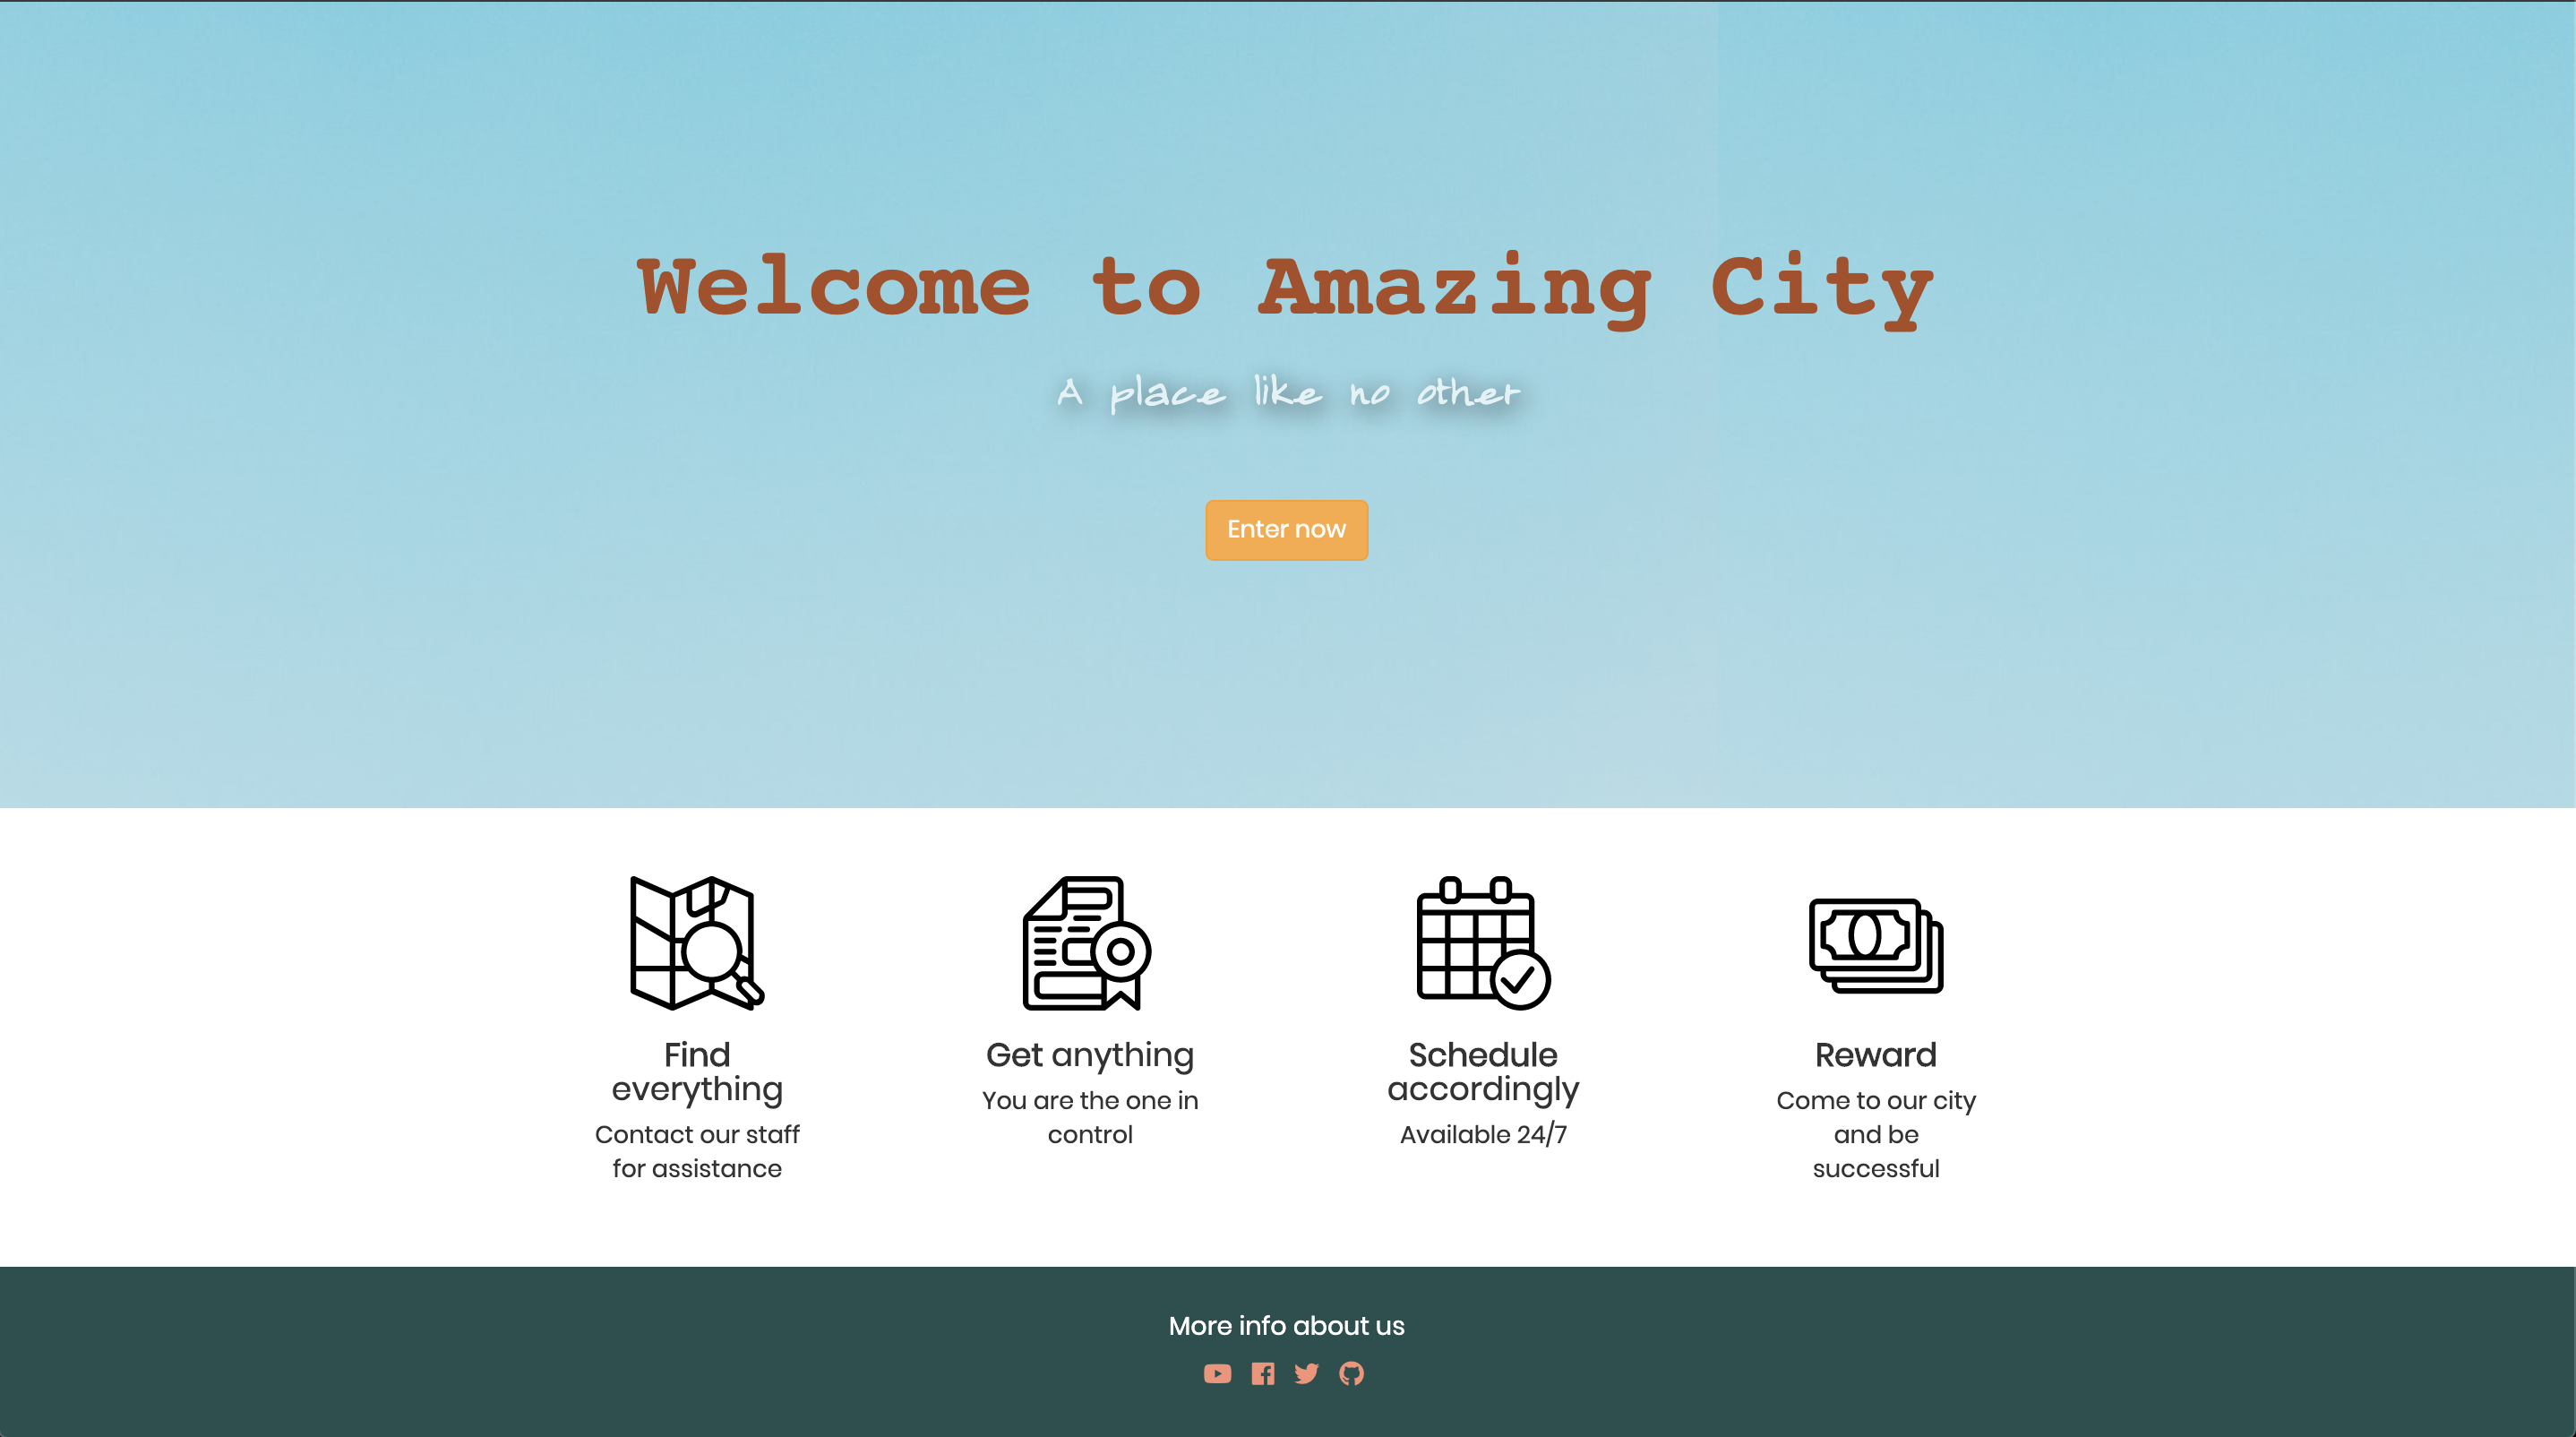 Welcome to Amazing City
A place like no other
Enter now
Find
everything
Contact our staff
for assistance
Get anything
You are the one in
control
Schedule
accordingly
Available 24/7
Reward
Come to our city
and be
successful
More info about us